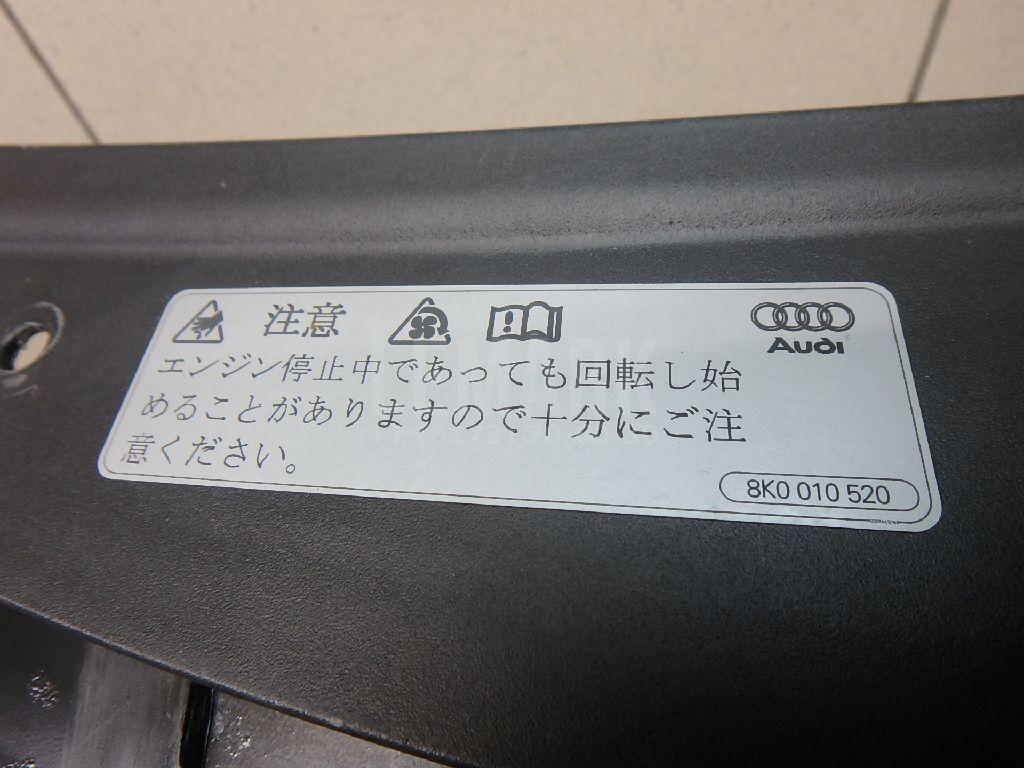 注意
Audi
エンジン停止中であっても回転し始
めることがありますので十分にご注
意ください。
8K0 010 520